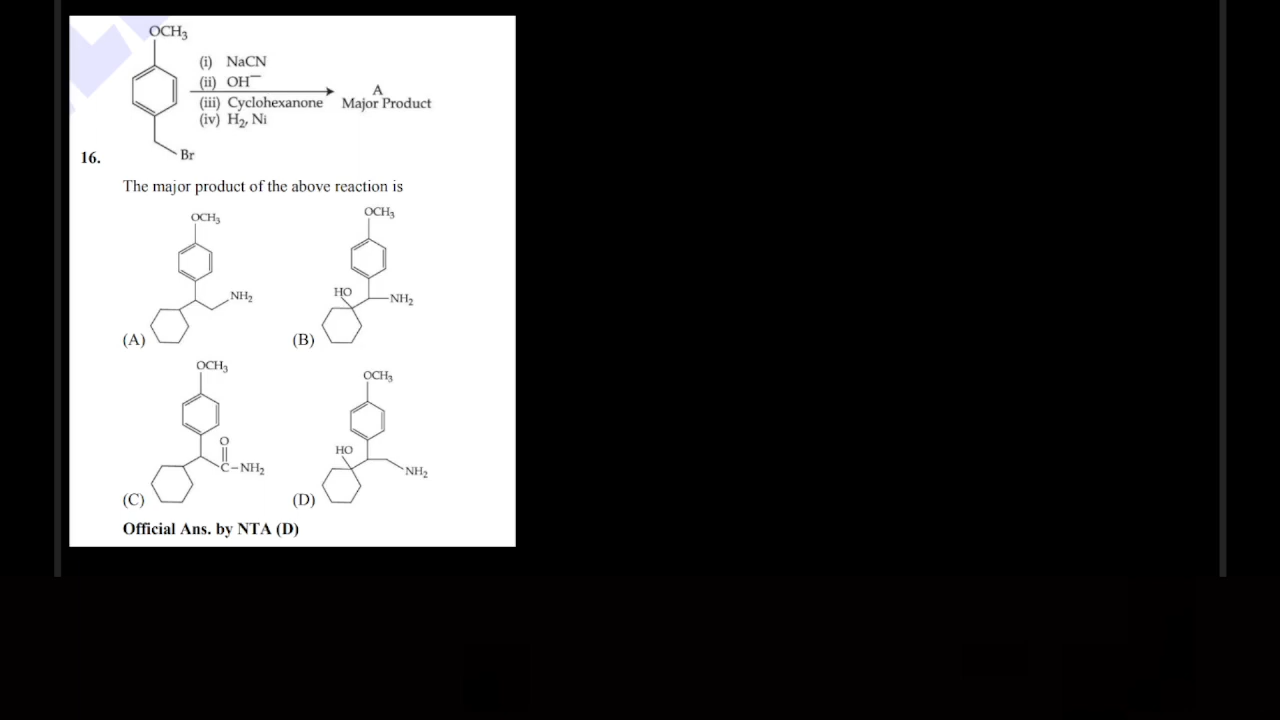 OCH₃
(i) NaCN
(ii) OH⁻
(iii) Cyclohexanone
(iv) H₂, Ni
A
Major Product
Br
16.
The major product of the above reaction is
OCH₃
NH₂
(A)
OCH₃
HO
NH₂
(B)
OCH₃
O
C–NH₂
(C)
OCH₃
HO
NH₂
(D)
Official Ans. by NTA (D)